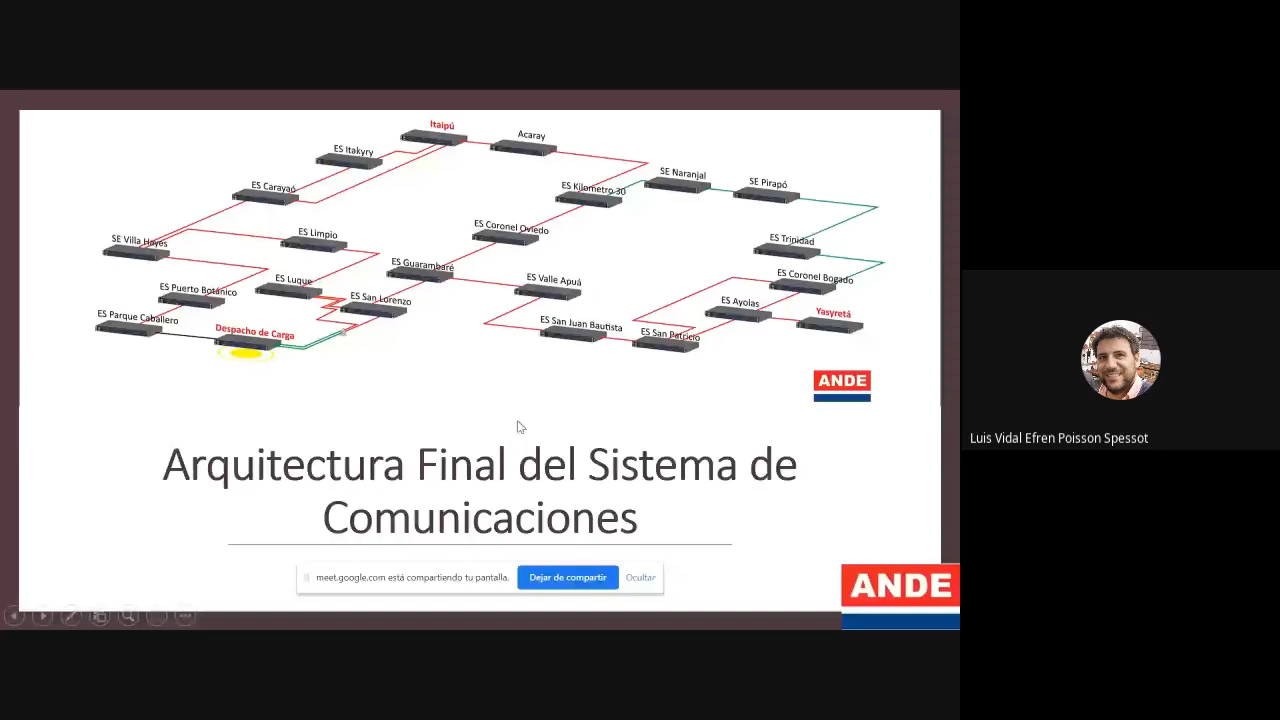 Itaipú
Acaray
ES Itakyry
SE Naranjal
SE Pirapó
ES Carayaó
ES Kilometro 30
ES Coronel Oviedo
ES Limpio
SE Villa Hayes
ES Trinidad
ES Guarambaré
ES Luque
ES Valle Apuá
ES Coronel Bogado
ES Puerto Botánico
ES San Lorenzo
ES Ayolas
Yasyretá
ES Parque Caballero
Despacho de Carga
ES San Juan Bautista
ES San Patricio
ANDE
Arquitectura Final del Sistema de
Comunicaciones
meet.google.com está compartiendo tu pantalla.
Dejar de compartir
Ocultar
ANDE
Luis Vidal Efren Poisson Spessot